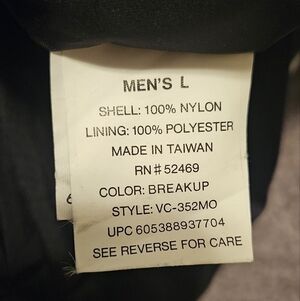 MEN'S L
SHELL: 100% NYLON
LINING: 100% POLYESTER
MADE IN TAIWAN
RN# 52469
COLOR: BREAKUP
STYLE: VC-352MO
UPC 605388937704
SEE REVERSE FOR CARE